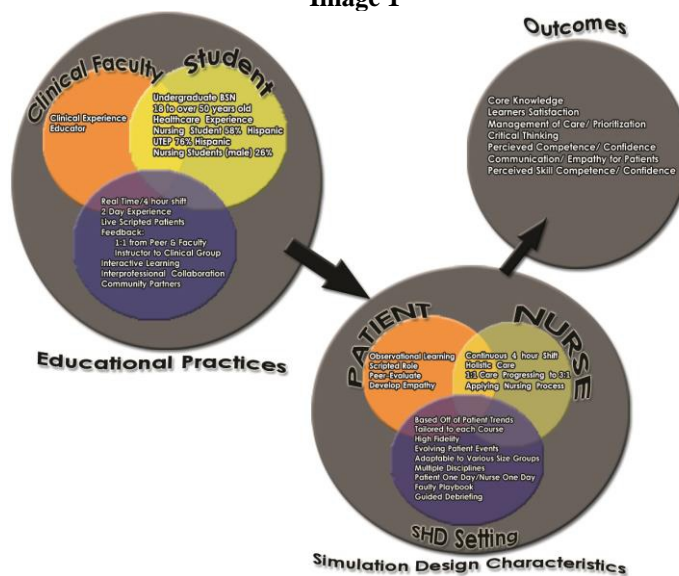 Image 1
Clinical Faculty
Student
Clinical Experience
Educator
Undergraduate BSN
18 to over 50 years old
Healthcare Experience
Nursing Student 58% Hispanic
UTEP 76% Hispanic
Nursing Students (male) 26%
Real Time/4 hour shift
2 Day Experience
Live Scripted Patients
Feedback:
1:1 from Peer & Faculty
Instructor to Clinical Group
Interactive Learning
Interprofessional Collaboration
Community Partners
Educational Practices
Outcomes
Core Knowledge
Learners Satisfaction
Management of Care/ Prioritization
Critical Thinking
Percieved Competence/ Confidence
Communication/ Empathy for Patients
Perceived Skill Competence/ Confidence
PATIENT
NURSE
Observational Learning
Scripted Role
Peer-Evaluate
Develop Empathy
Continuous 4 hour Shift
Holistic Care
1:1 Care Progressing to 3:1
Applying Nursing Process
Based Off of Patient Trends
Tailored to each Course
High Fidelity
Evolving Patient Events
Adaptable to Various Size Groups
Multiple Disciplines
Patient One Day/Nurse One Day
Faulty Playbook
Guided Debriefing
SHD Setting
Simulation Design Characteristics